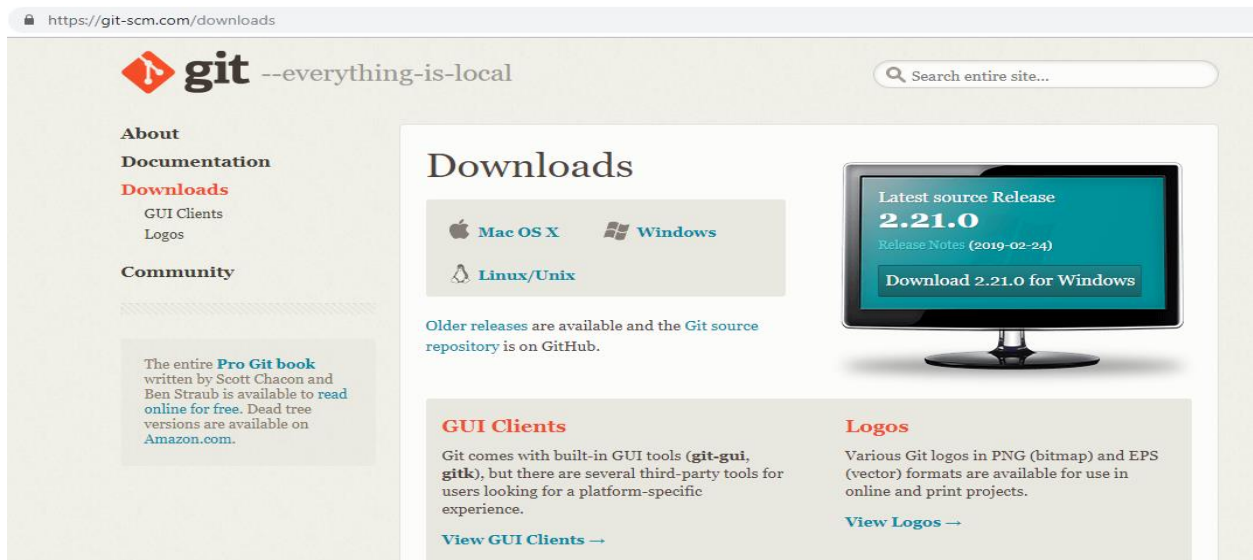 https://git-scm.com/downloads
git --everything-is-local
Search entire site...
About
Documentation
Downloads
GUI Clients
Logos
Community
The entire Pro Git book
written by Scott Chacon and
Ben Straub is available to read
online for free. Dead tree
versions are available on
Amazon.com.
Downloads
Mac OS X
Windows
Linux/Unix
Older releases are available and the Git source
repository is on GitHub.
Latest source Release
2.21.0
Release Notes (2019-02-24)
Download 2.21.0 for Windows
GUI Clients
Git comes with built-in GUI tools (git-gui,
gitk), but there are several third-party tools for
users looking for a platform-specific
experience.
View GUI Clients →
Logos
Various Git logos in PNG (bitmap) and EPS
(vector) formats are available for use in
online and print projects.
View Logos →